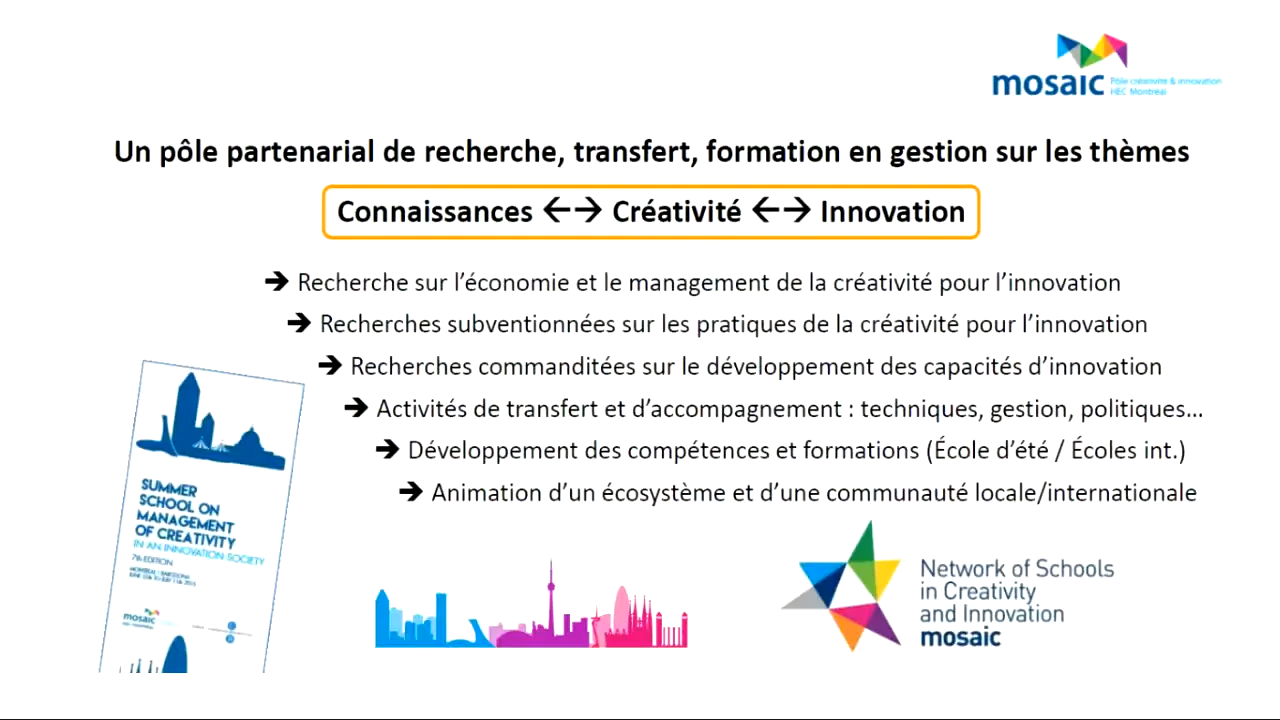 mosaic Pôle créativité & innovation
HEC Montréal
Un pôle partenarial de recherche, transfert, formation en gestion sur les thèmes
Connaissances ←→ Créativité ←→ Innovation
➔ Recherche sur l’économie et le management de la créativité pour l’innovation
➔ Recherches subventionnées sur les pratiques de la créativité pour l’innovation
➔ Recherches commanditées sur le développement des capacités d’innovation
➔ Activités de transfert et d’accompagnement : techniques, gestion, politiques...
➔ Développement des compétences et formations (École d’été / Écoles int.)
➔ Animation d’un écosystème et d’une communauté locale/internationale
SUMMER
SCHOOL ON
MANAGEMENT
OF CREATIVITY
IN AN INNOVATION SOCIETY
7th EDITION
MONTREAL / BARCELONA
mosaic
Network of Schools
in Creativity
and Innovation
mosaic